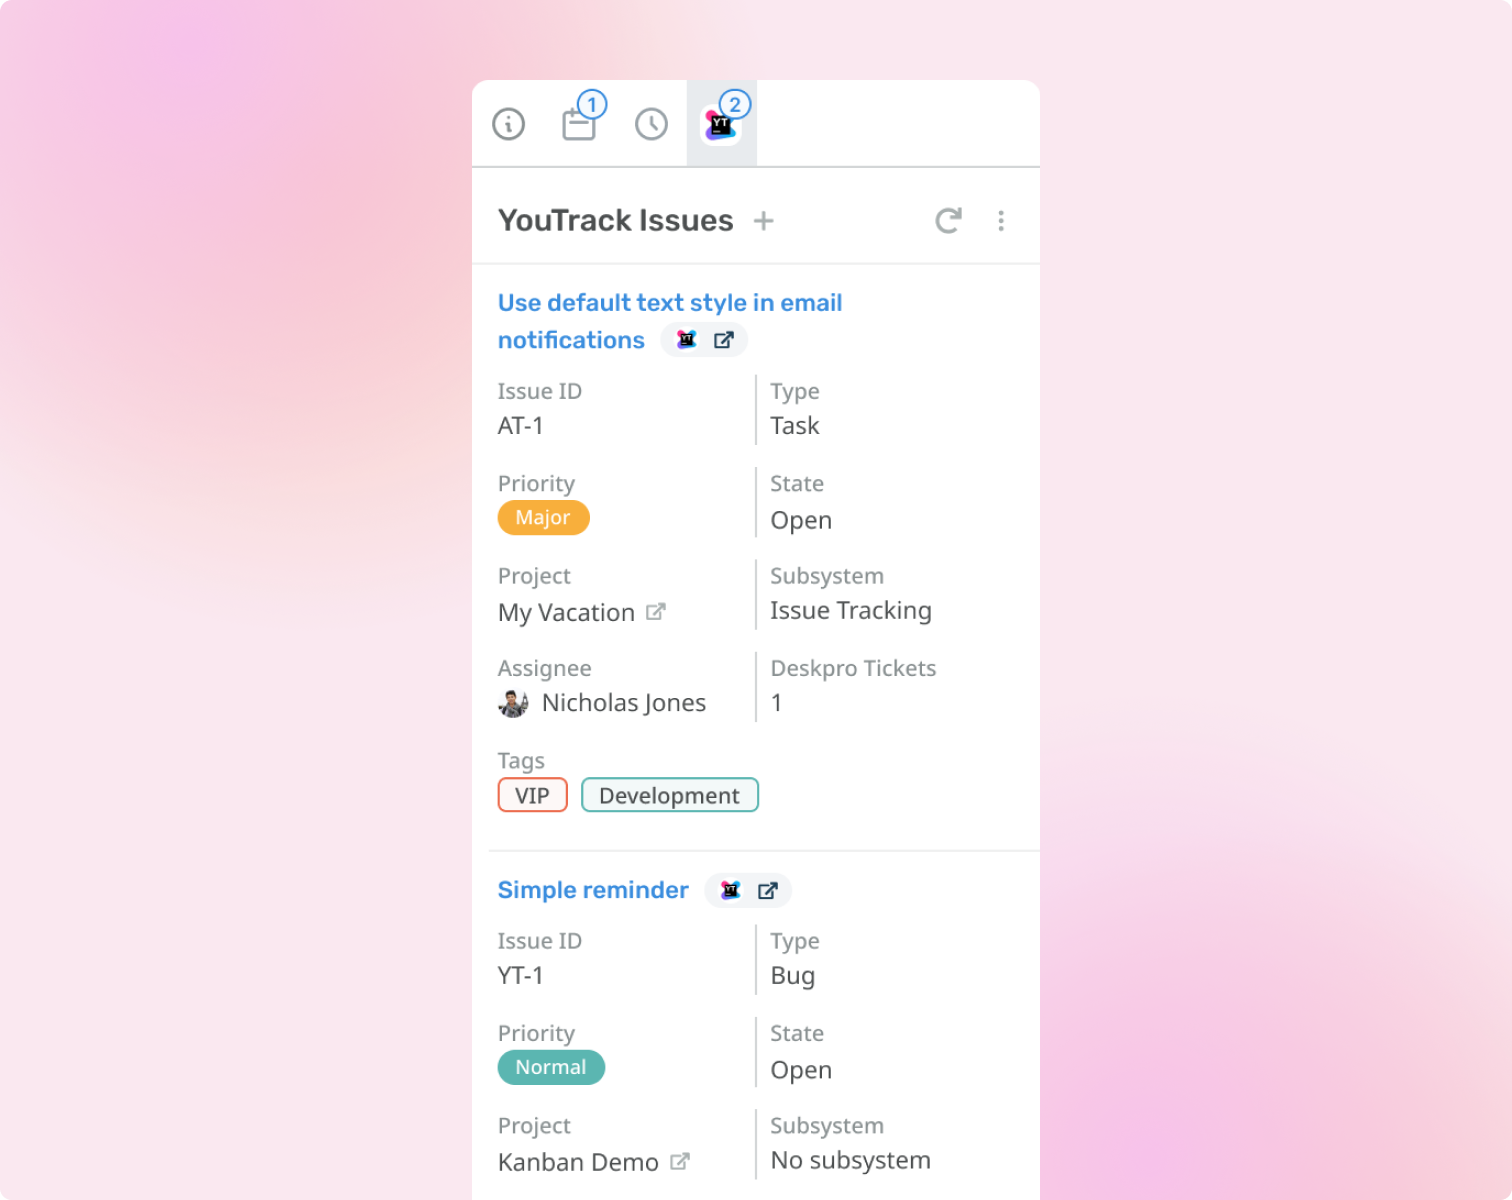 1
2
YT
YouTrack Issues
Use default text style in email
notifications
Issue ID
Type
AT-1
Task
Priority
State
Major
Open
Project
Subsystem
My Vacation
Issue Tracking
Assignee
Deskpro Tickets
Nicholas Jones
1
Tags
VIP
Development
Simple reminder
Issue ID
Type
YT-1
Bug
Priority
State
Normal
Open
Project
Subsystem
Kanban Demo
No subsystem